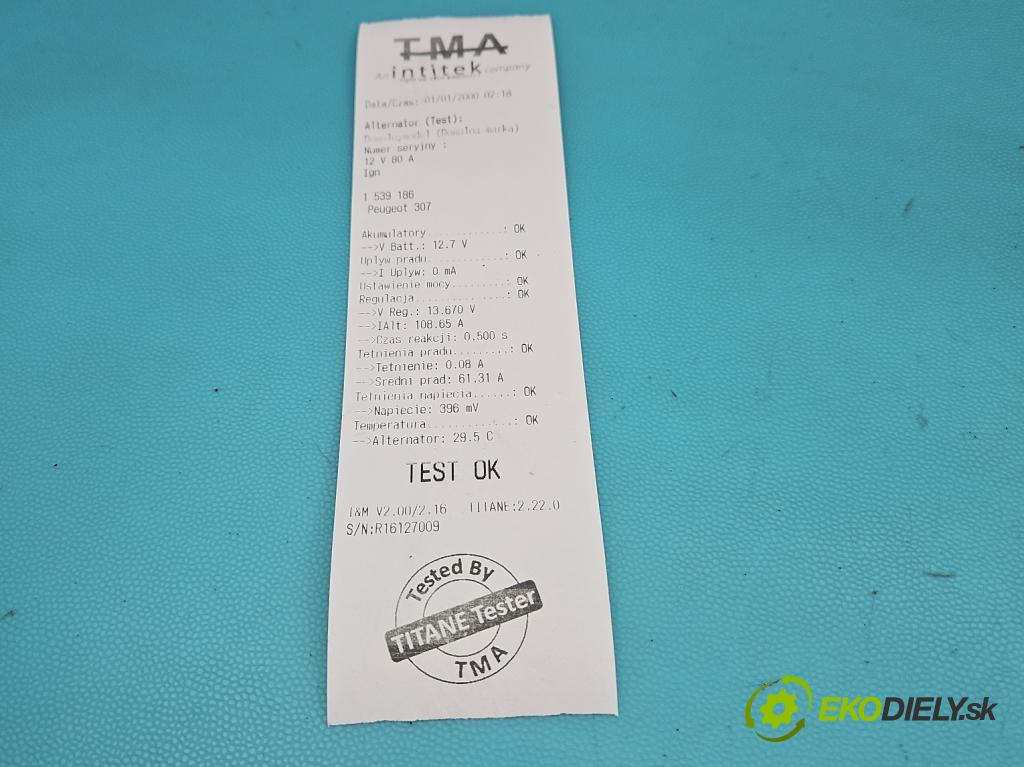 TMA
An intitek company
Data/Czas: 01/01/2000 02:18
Alternator (Test):
(Dowolna marka)
Numer seryjny :
12 V 80 A
Ign
1 539 186
Peugeot 307
Akumulatory............: OK
-->V Batt.: 12.7 V
Uplyw pradu............: OK
-->I Uplyw: 0 mA
Ustawienie mocy........: OK
Regulacja..............: OK
-->V Reg.: 13.670 V
-->IAlt: 108.65 A
-->Czas reakcji: 0.500 s
Tetnienia pradu.........: OK
-->Tetnienie: 0.08 A
-->Sredni prad: 61.31 A
Tetnienia napiecia......: OK
-->Napiecie: 396 mV
Temperatura.............: OK
-->Alternator: 29.5 C
TEST OK
I&M V2.00/2.16 TITANE:2.22.0
S/N:R16127009
Tested By
TITANE Tester
TMA
EKODIELY.sk